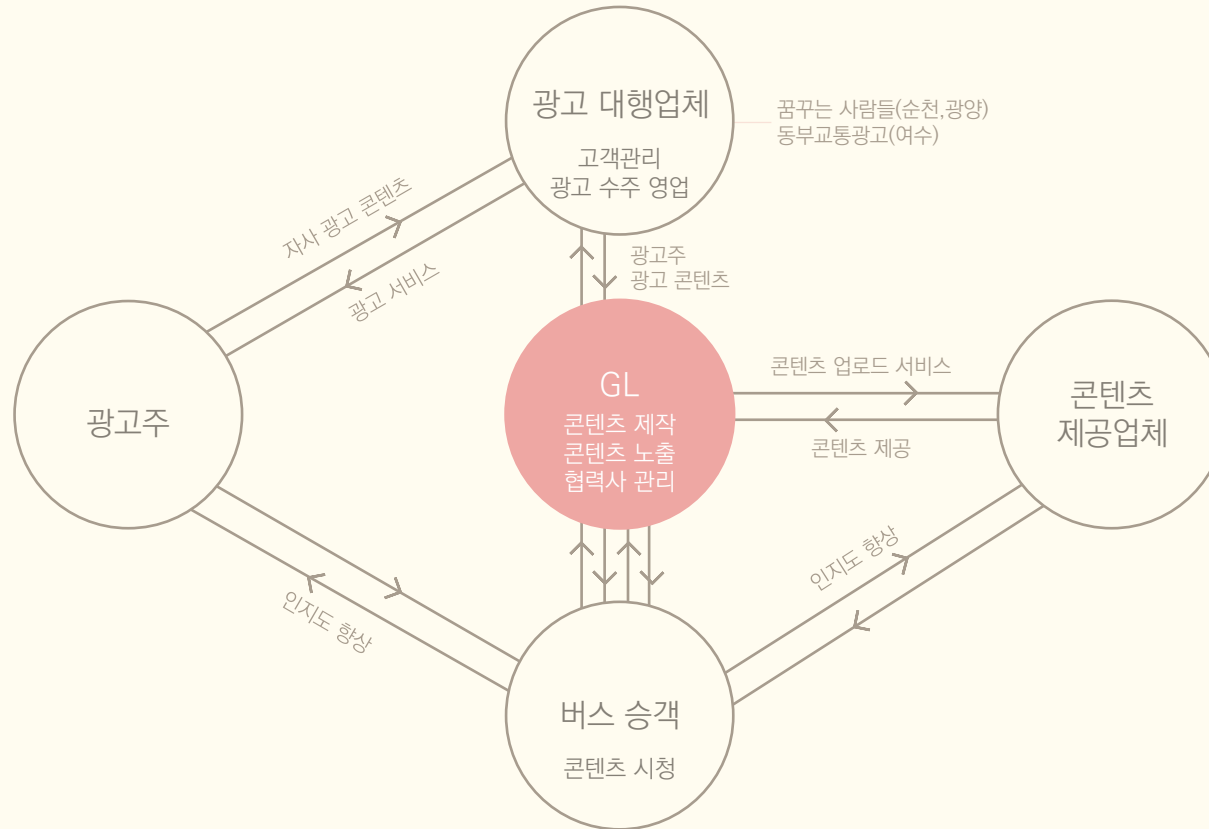 광고 대행업체
고객관리
광고 수주 영업
꿈꾸는 사람들(순천,광양)
동부교통광고(여수)
자사 광고 콘텐츠
광고 서비스
광고주
광고 콘텐츠
광고주
GL
콘텐츠 제작
콘텐츠 노출
협력사 관리
콘텐츠 업로드 서비스
콘텐츠 제공
콘텐츠
제공업체
인지도 향상
인지도 향상
버스 승객
콘텐츠 시청